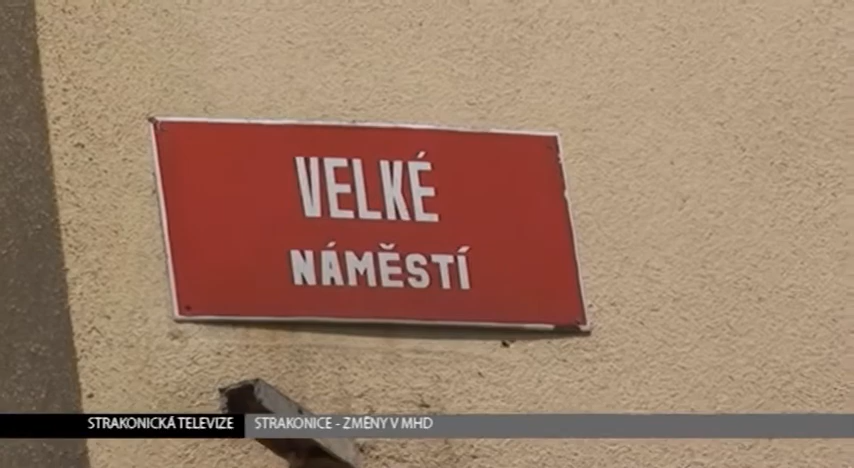 VELKÉ
NÁMĚSTÍ
STRAKONICKÁ TELEVIZE STRAKONICE - ZMĚNY V MHD